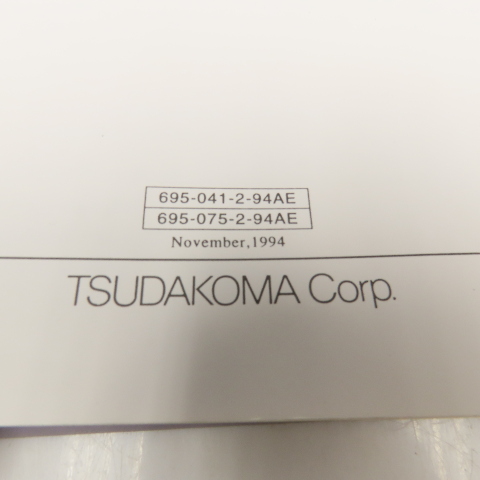 695-041-2-94AE
695-075-2-94AE
November,1994
TSUDAKOMA Corp.